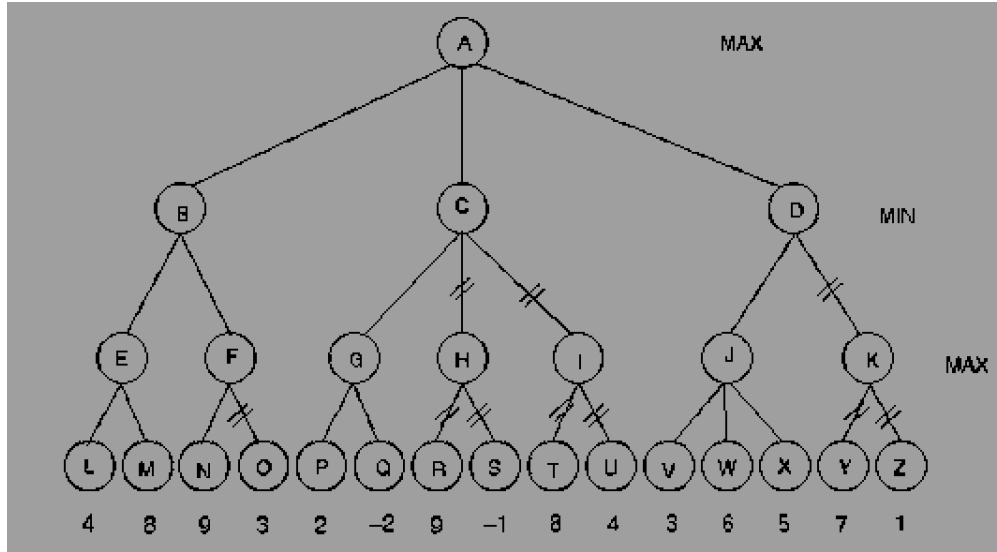 A MAX
B C D MIN
E F G H I J K MAX
L M N O P Q R S T U V W X Y Z
4 8 9 3 2 -2 9 -1 8 4 3 6 5 7 1